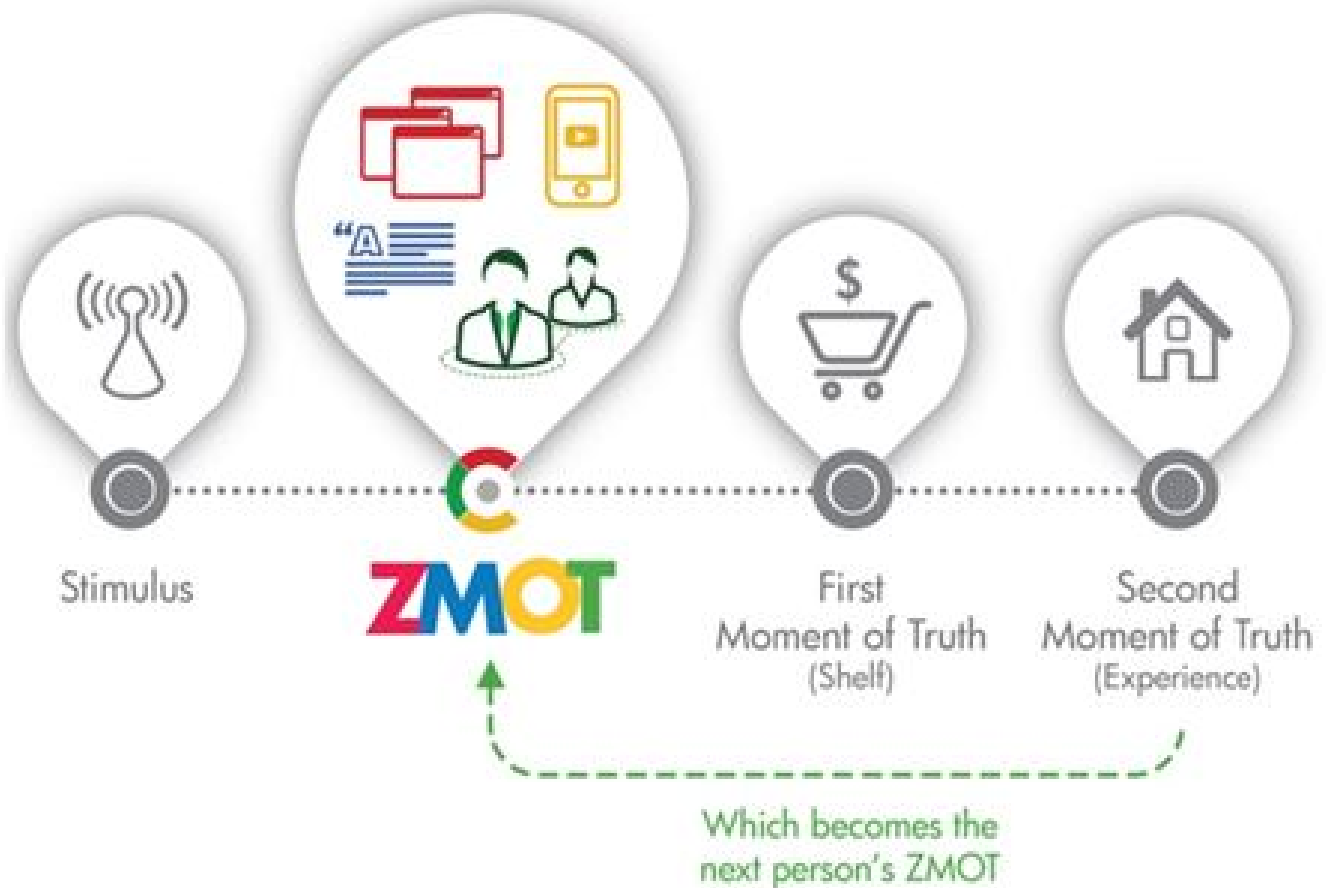 “A
$
Stimulus
ZMOT
First
Moment of Truth
(Shelf)
Second
Moment of Truth
(Experience)
Which becomes the
next person's ZMOT